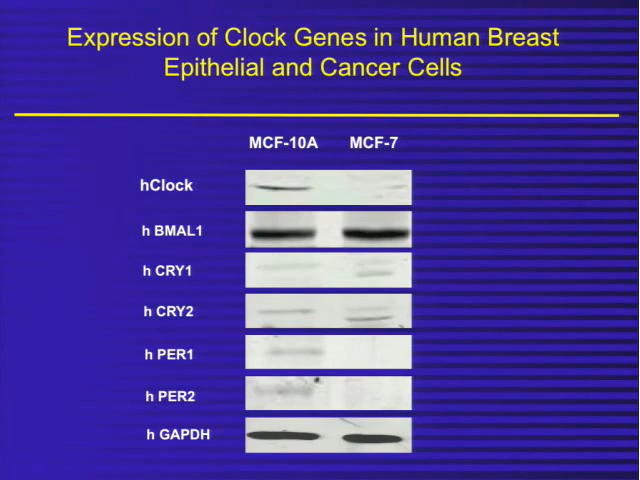 Expression of Clock Genes in Human Breast
Epithelial and Cancer Cells
MCF-10A MCF-7
hClock
h BMAL1
h CRY1
h CRY2
h PER1
h PER2
h GAPDH